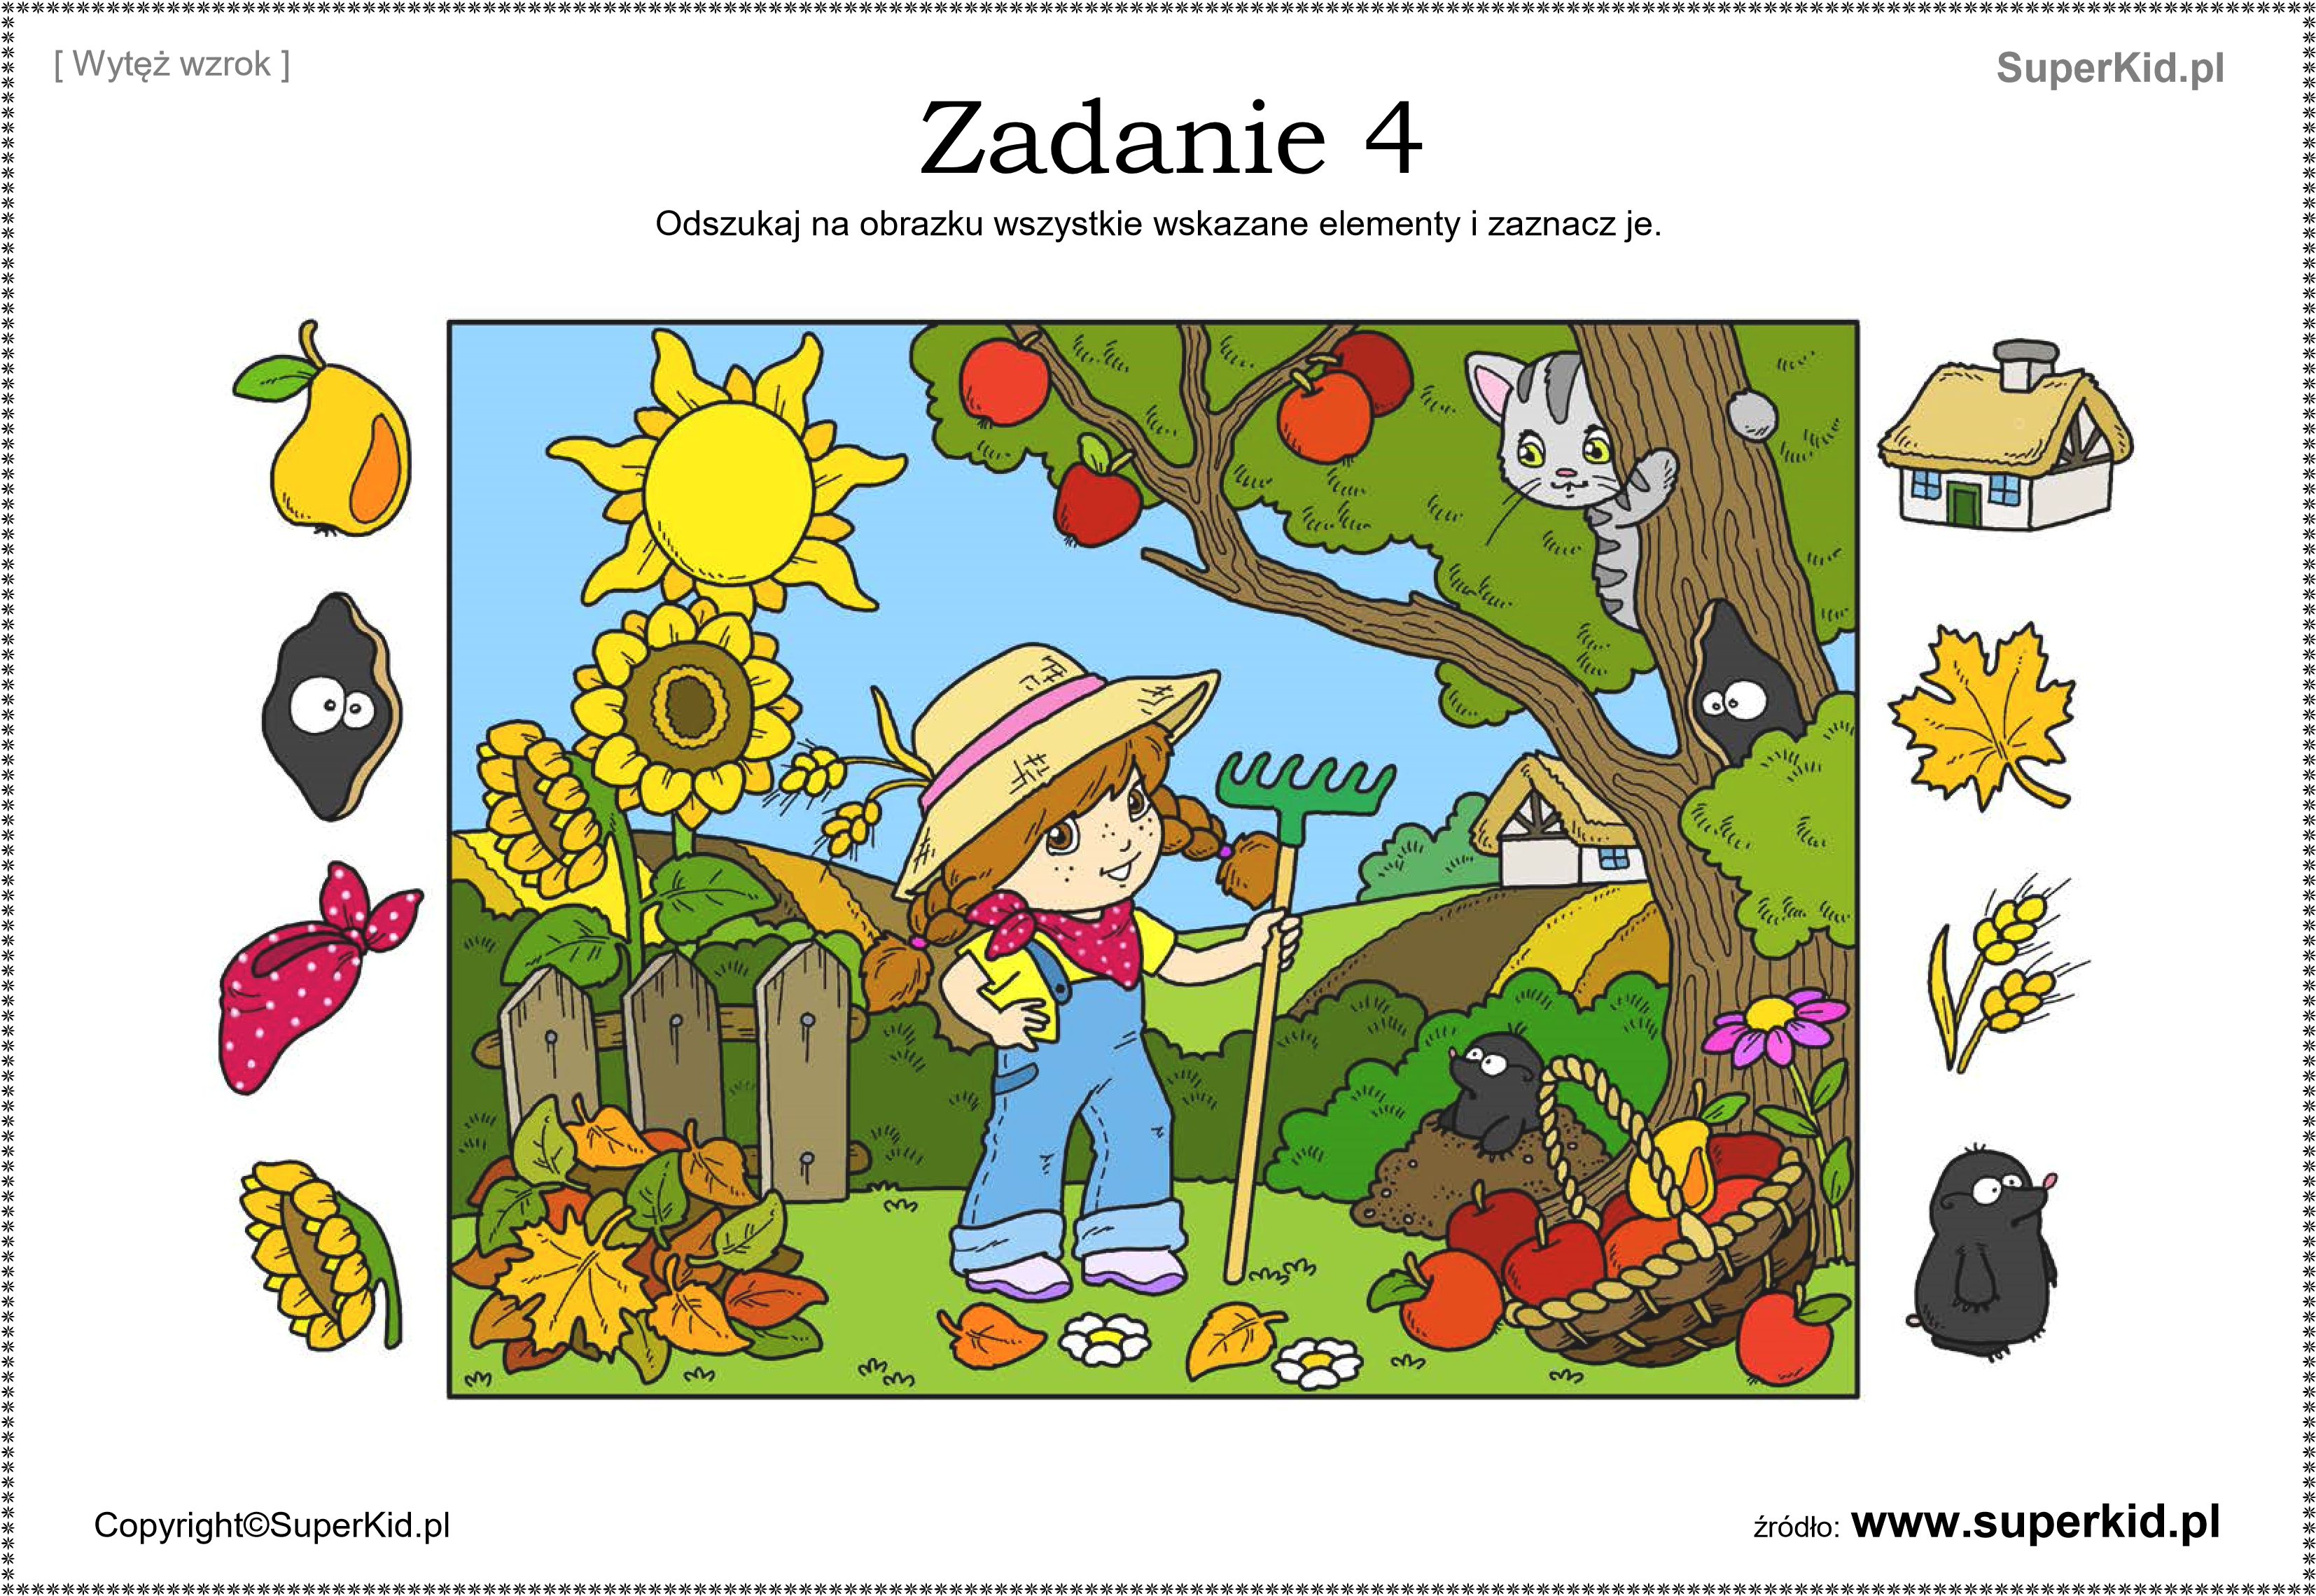 [ Wytęż wzrok ]
SuperKid.pl
Zadanie 4
Odszukaj na obrazku wszystkie wskazane elementy i zaznacz je.
Copyright©SuperKid.pl
źródło: www.superkid.pl